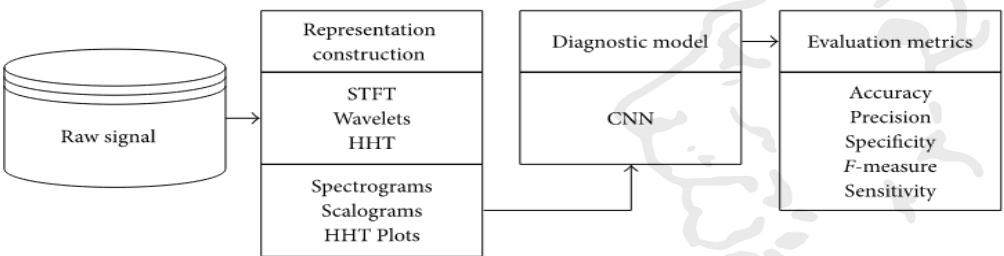 Raw signal
Representation
construction
STFT
Wavelets
HHT
Spectrograms
Scalograms
HHT Plots
Diagnostic model
CNN
Evaluation metrics
Accuracy
Precision
Specificity
F-measure
Sensitivity